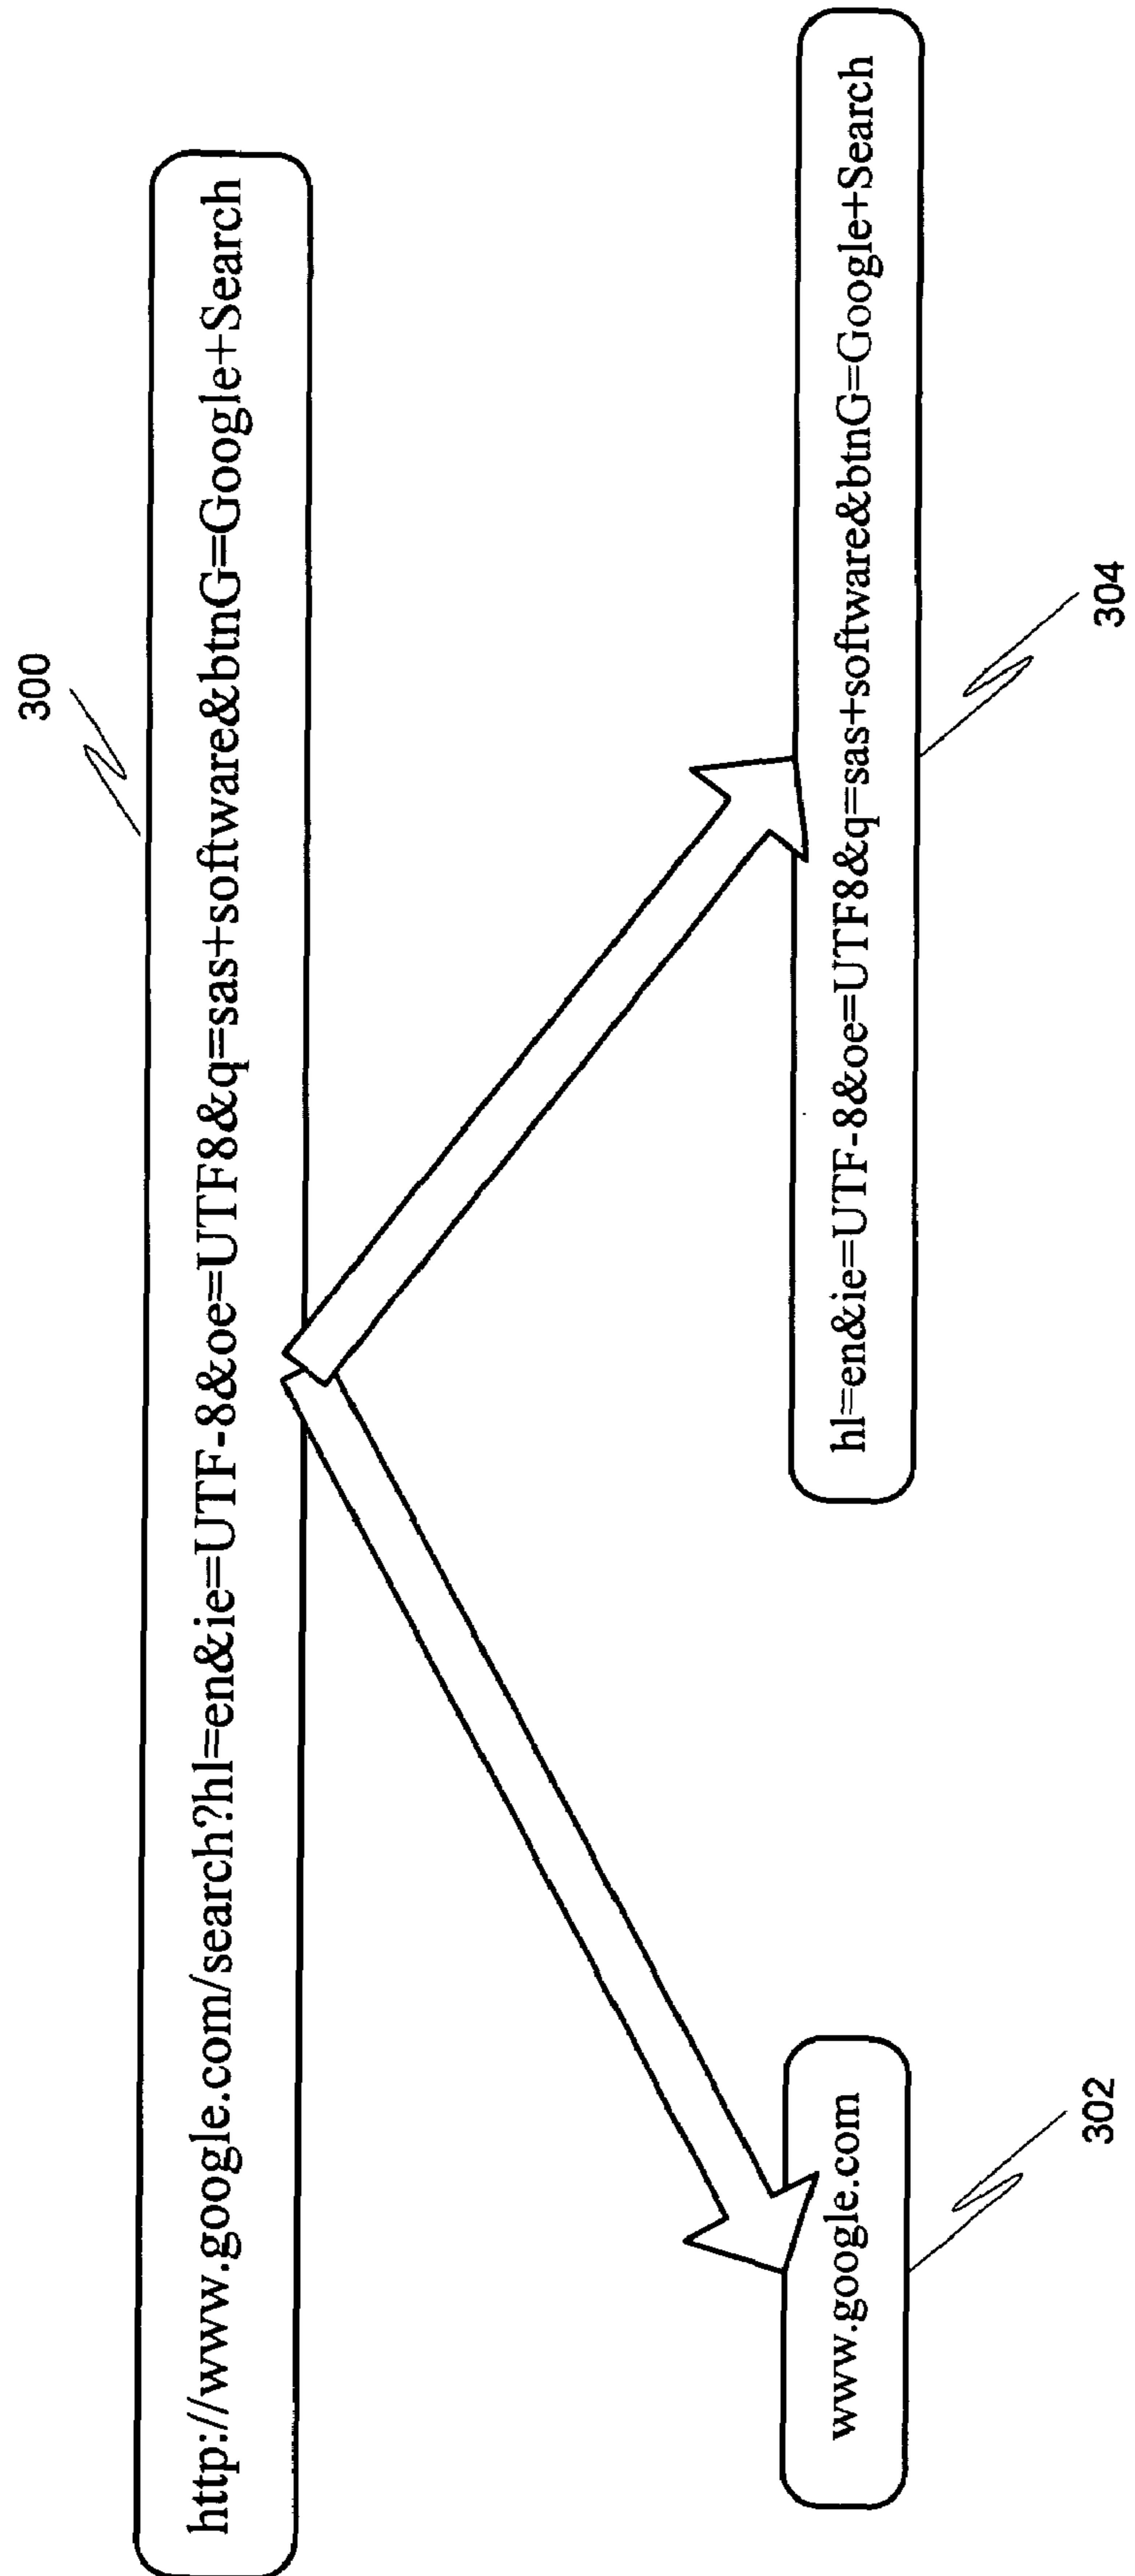 300
http://www.google.com/search?hl=en&ie=UTF-8&oe=UTF8&q=sas+software&btnG=Google+Search
www.google.com
hl=en&ie=UTF-8&oe=UTF8&q=sas+software&btnG=Google+Search
302
304